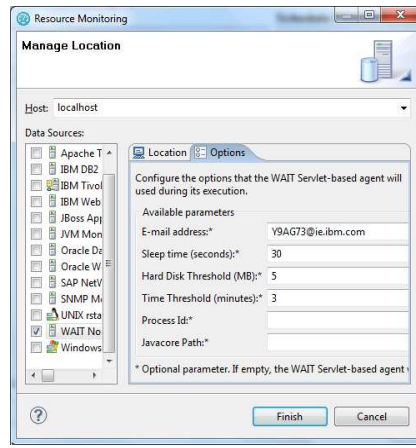 Resource Monitoring
Manage Location
Host: localhost
Data Sources:
Apache T
IBM DB2
IBM Tivol
IBM Web
JBoss App
JVM Mon
Oracle Da
Oracle W
SAP NetV
SNMP M
UNIX rsta
WAIT No
Windows
Location
Options
Configure the options that the WAIT Servlet-based agent will
used during its execution.
Available parameters
E-mail address:* Y9AG73@ie.ibm.com
Sleep time (seconds):* 30
Hard Disk Threshold (MB):* 5
Time Threshold (minutes):* 3
Process Id:*
Javacore Path:*
* Optional parameter. If empty, the WAIT Servlet-based agent
Finish
Cancel